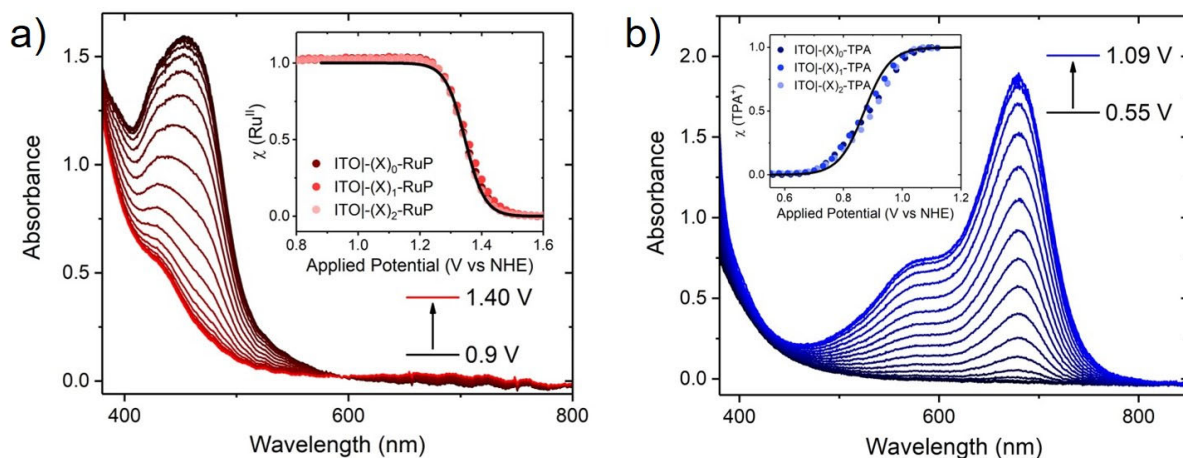 a)
Absorbance
1.5
1.0
0.5
0.0
400
600
800
Wavelength (nm)
χ (Ruᴵᴵ)
1.0
0.5
0.0
0.8 1.0 1.2 1.4 1.6
Applied Potential (V vs NHE)
ITO|-(X)₀-RuP
ITO|-(X)₁-RuP
ITO|-(X)₂-RuP
1.40 V
0.9 V
b)
Absorbance
2.0
1.5
1.0
0.5
0.0
400
600
800
Wavelength (nm)
χ (TPA⁺)
1.0
0.5
0.0
0.6 0.8 1.0 1.2
Applied Potential (V vs NHE)
ITO|-(X)₀-TPA
ITO|-(X)₁-TPA
ITO|-(X)₂-TPA
1.09 V
0.55 V